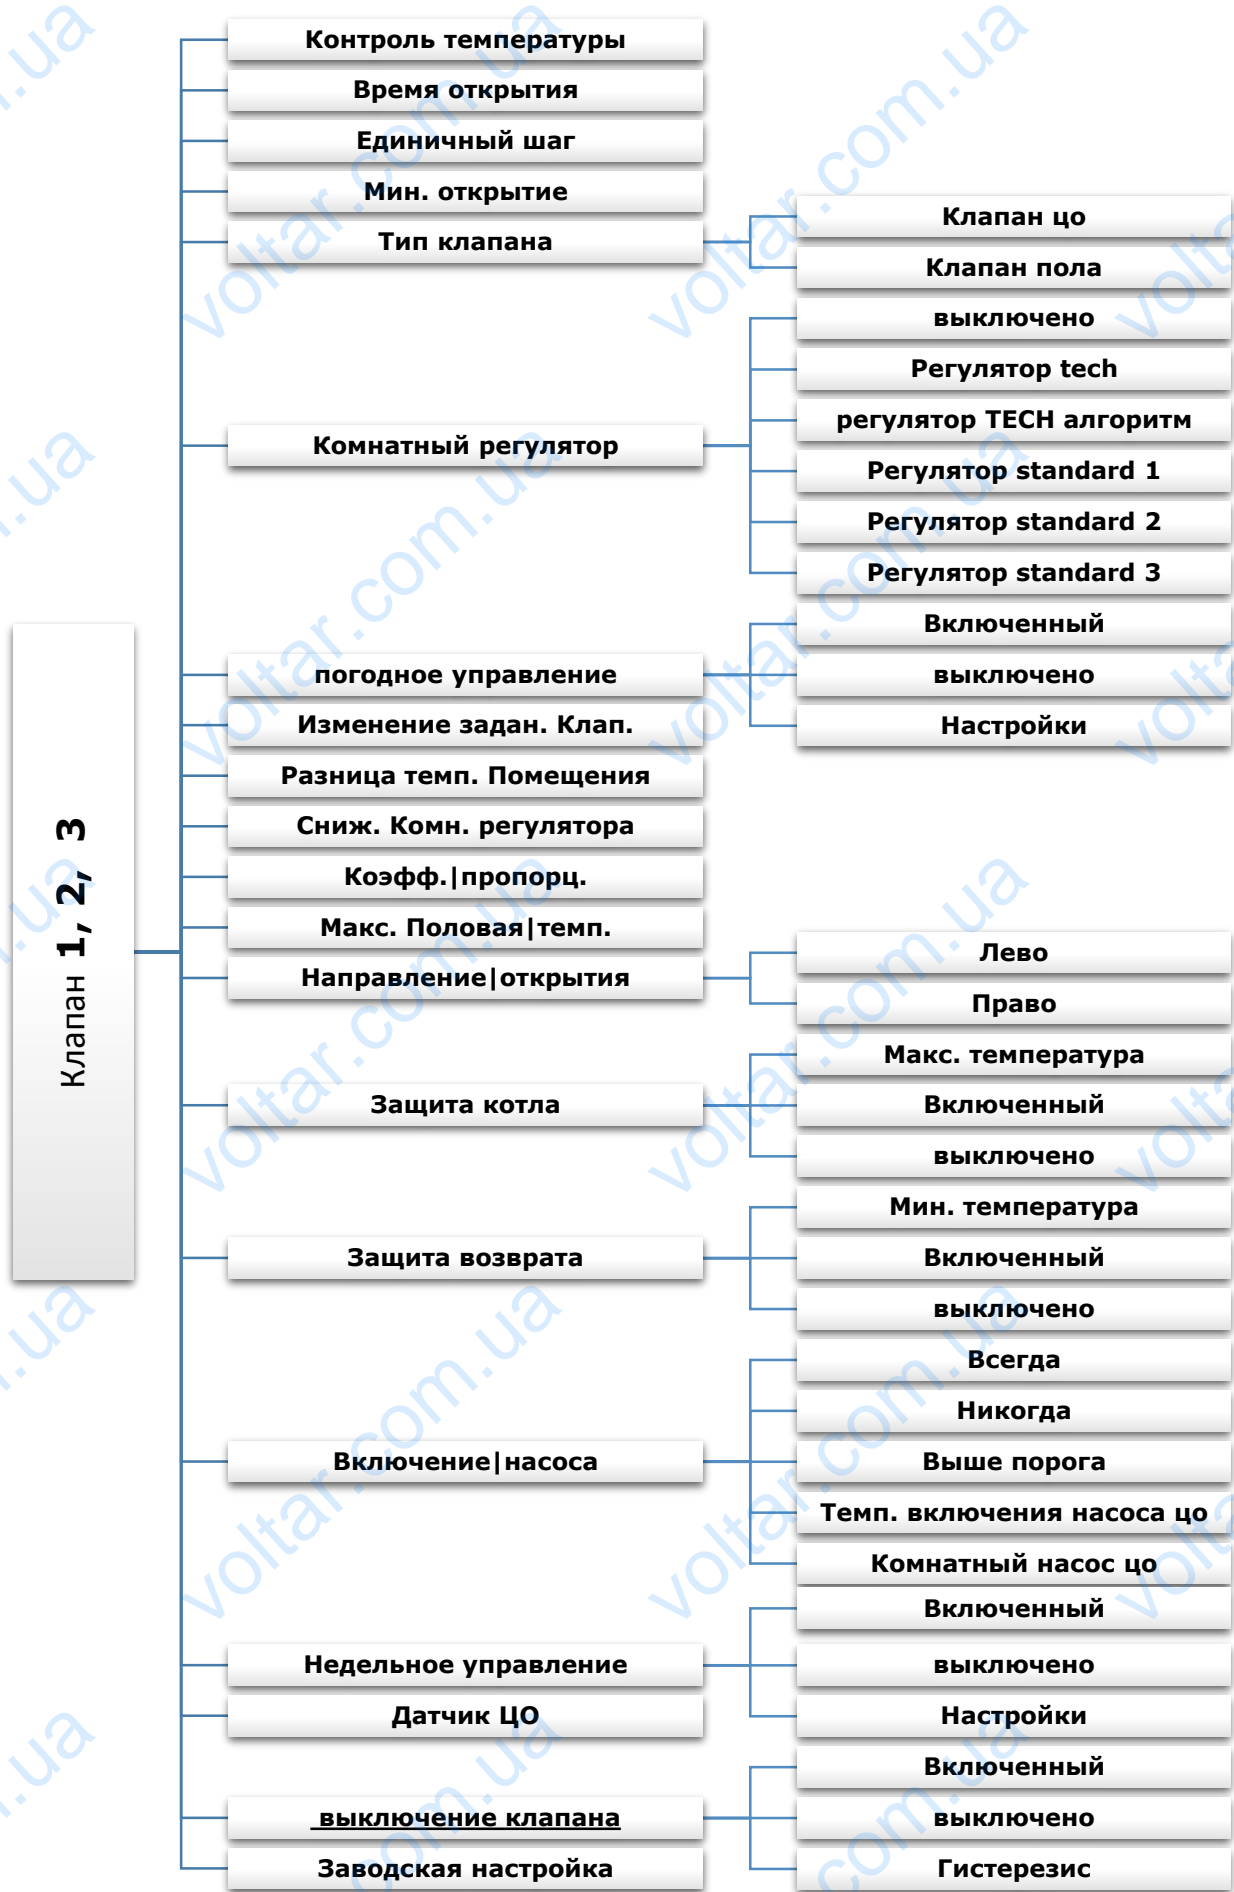 Клапан 1, 2, 3
Контроль температуры
Время открытия
Единичный шаг
Мин. открытие
Тип клапана
Клапан цо
Клапан пола
Комнатный регулятор
выключено
Регулятор tech
регулятор TECH алгоритм
Регулятор standard 1
Регулятор standard 2
Регулятор standard 3
погодное управление
Включенный
выключено
Настройки
Изменение задан. Клап.
Разница темп. Помещения
Сниж. Комн. регулятора
Коэфф.|пропорц.
Макс. Половая|темп.
Направление|открытия
Лево
Право
Защита котла
Макс. температура
Включенный
выключено
Защита возврата
Мин. температура
Включенный
выключено
Включение|насоса
Всегда
Никогда
Выше порога
Темп. включения насоса цо
Комнатный насос цо
Недельное управление
Включенный
выключено
Настройки
Датчик ЦО
выключение клапана
Включенный
выключено
Гистерезис
Заводская настройка
voltar.com.ua